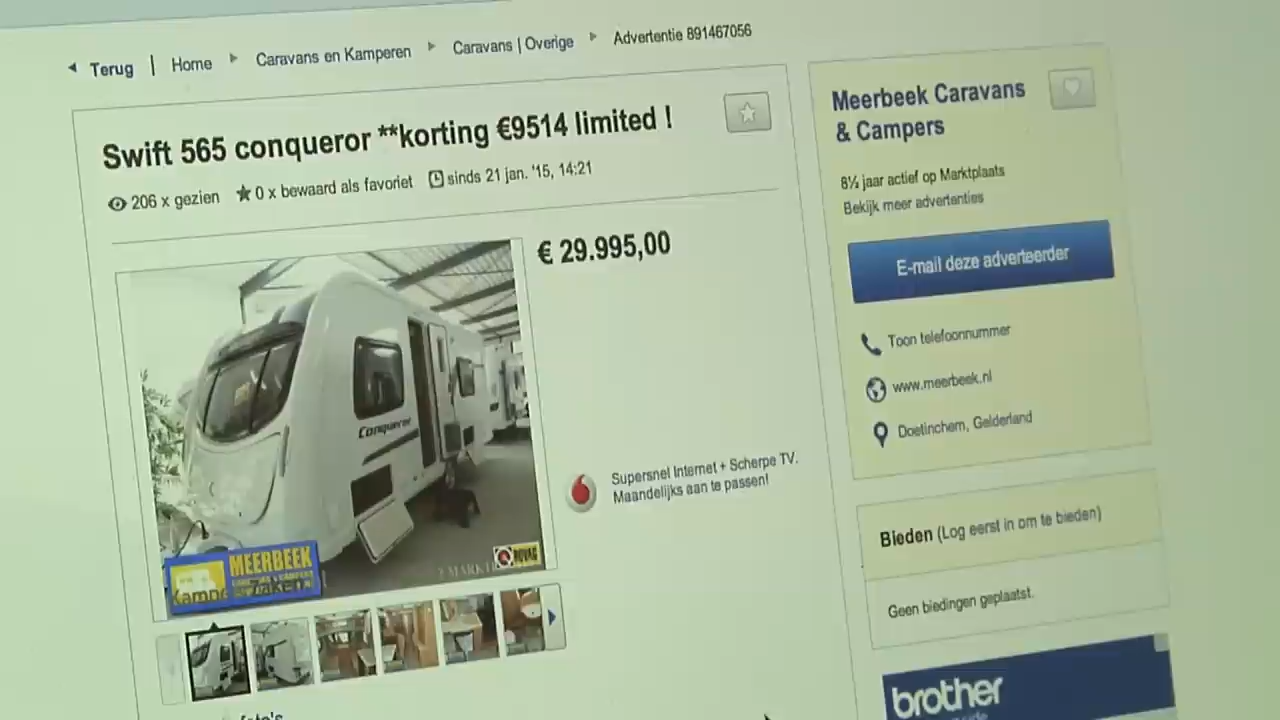 Terug | Home Caravans en Kamperen Caravans | Overige Advertentie 891467056
Swift 565 conqueror **korting €9514 limited !
206 x gezien 0 x bewaard als favoriet sinds 21 jan. '15, 14:21
€ 29.995,00
Conqueror
MEERBEEK
BOVAG
Supersnel Internet + Scherpe TV.
Maandelijks aan te passen!
Meerbeek Caravans
& Campers
8½ jaar actief op Marktplaats
Bekijk meer advertenties
E-mail deze adverteerder
Toon telefoonnummer
www.meerbeek.nl
Doetinchem, Gelderland
Bieden (Log eerst in om te bieden)
Geen biedingen geplaatst.
brother